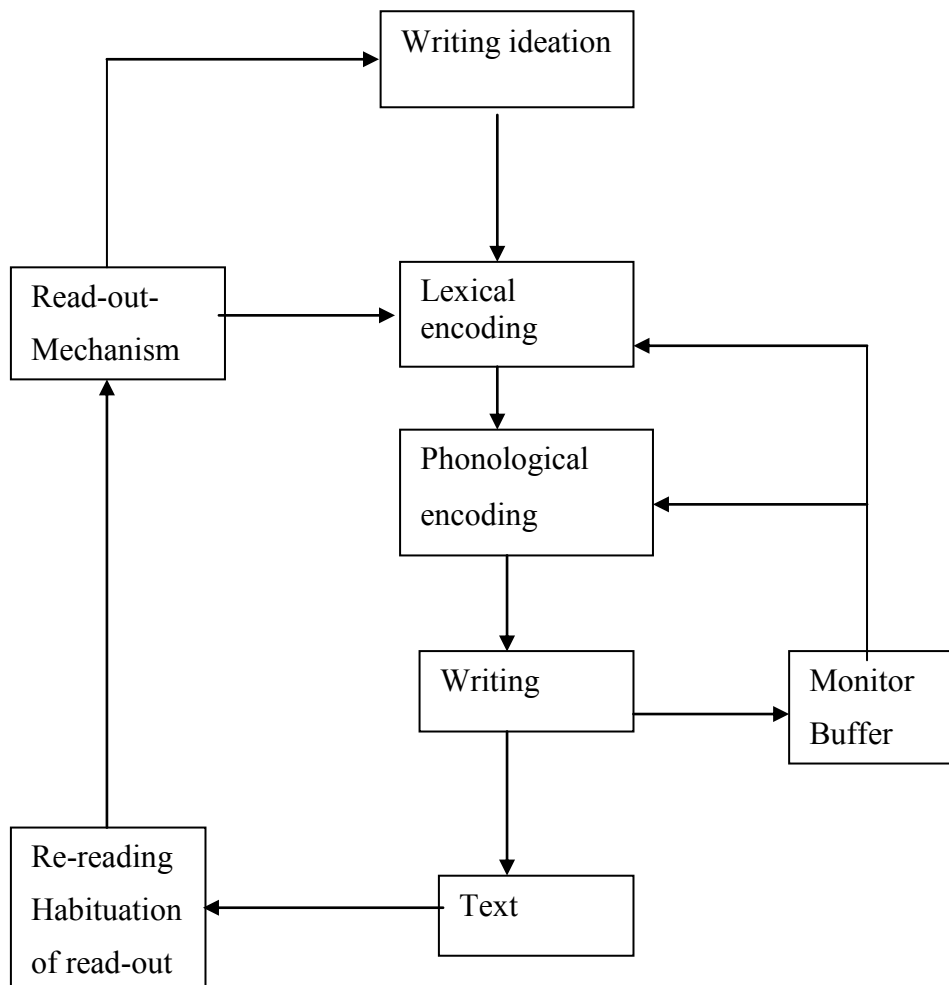 Writing ideation
Read-out-
Mechanism
Lexical
encoding
Phonological
encoding
Writing
Monitor
Buffer
Re-reading
Habituation
of read-out
Text